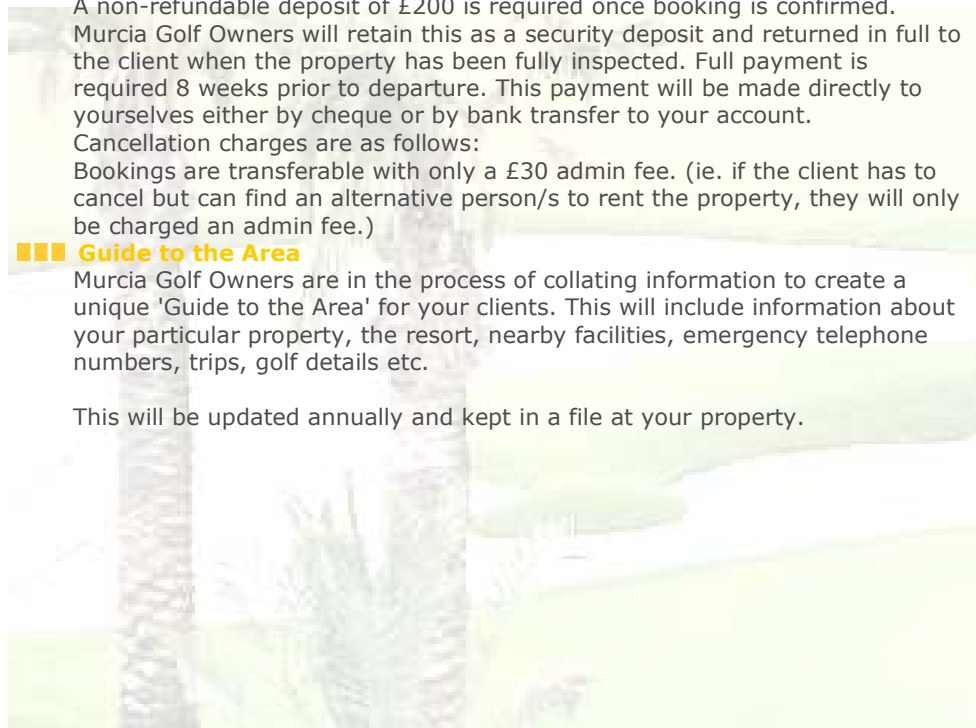 A non-refundable deposit of £200 is required once booking is confirmed.
Murcia Golf Owners will retain this as a security deposit and returned in full to
the client when the property has been fully inspected. Full payment is
required 8 weeks prior to departure. This payment will be made directly to
yourselves either by cheque or by bank transfer to your account.
Cancellation charges are as follows:
Bookings are transferable with only a £30 admin fee. (ie. if the client has to
cancel but can find an alternative person/s to rent the property, they will only
be charged an admin fee.)
Guide to the Area
Murcia Golf Owners are in the process of collating information to create a
unique 'Guide to the Area' for your clients. This will include information about
your particular property, the resort, nearby facilities, emergency telephone
numbers, trips, golf details etc.
This will be updated annually and kept in a file at your property.